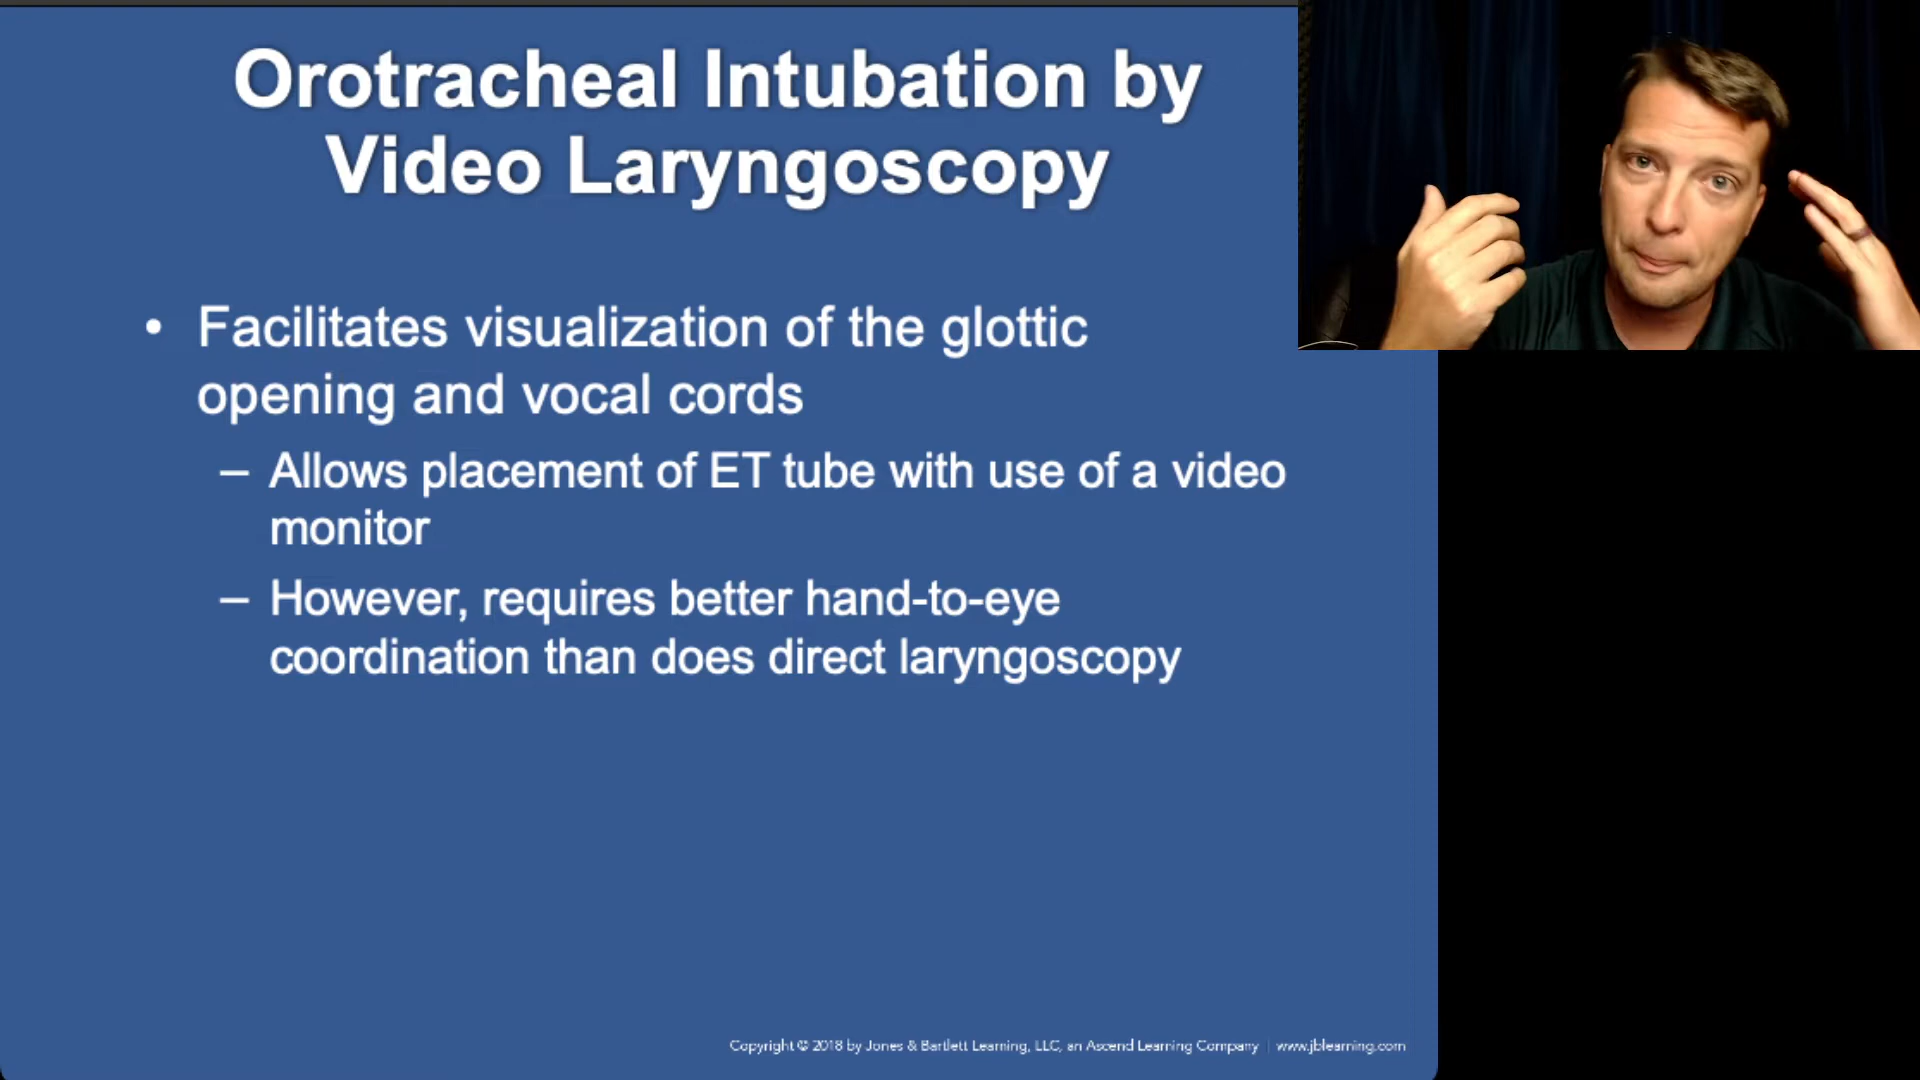 Orotracheal Intubation by
Video Laryngoscopy
• Facilitates visualization of the glottic
opening and vocal cords
– Allows placement of ET tube with use of a video
monitor
– However, requires better hand-to-eye
coordination than does direct laryngoscopy
Copyright © 2018 by Jones & Bartlett Learning, LLC, an Ascend Learning Company | www.jblearning.com